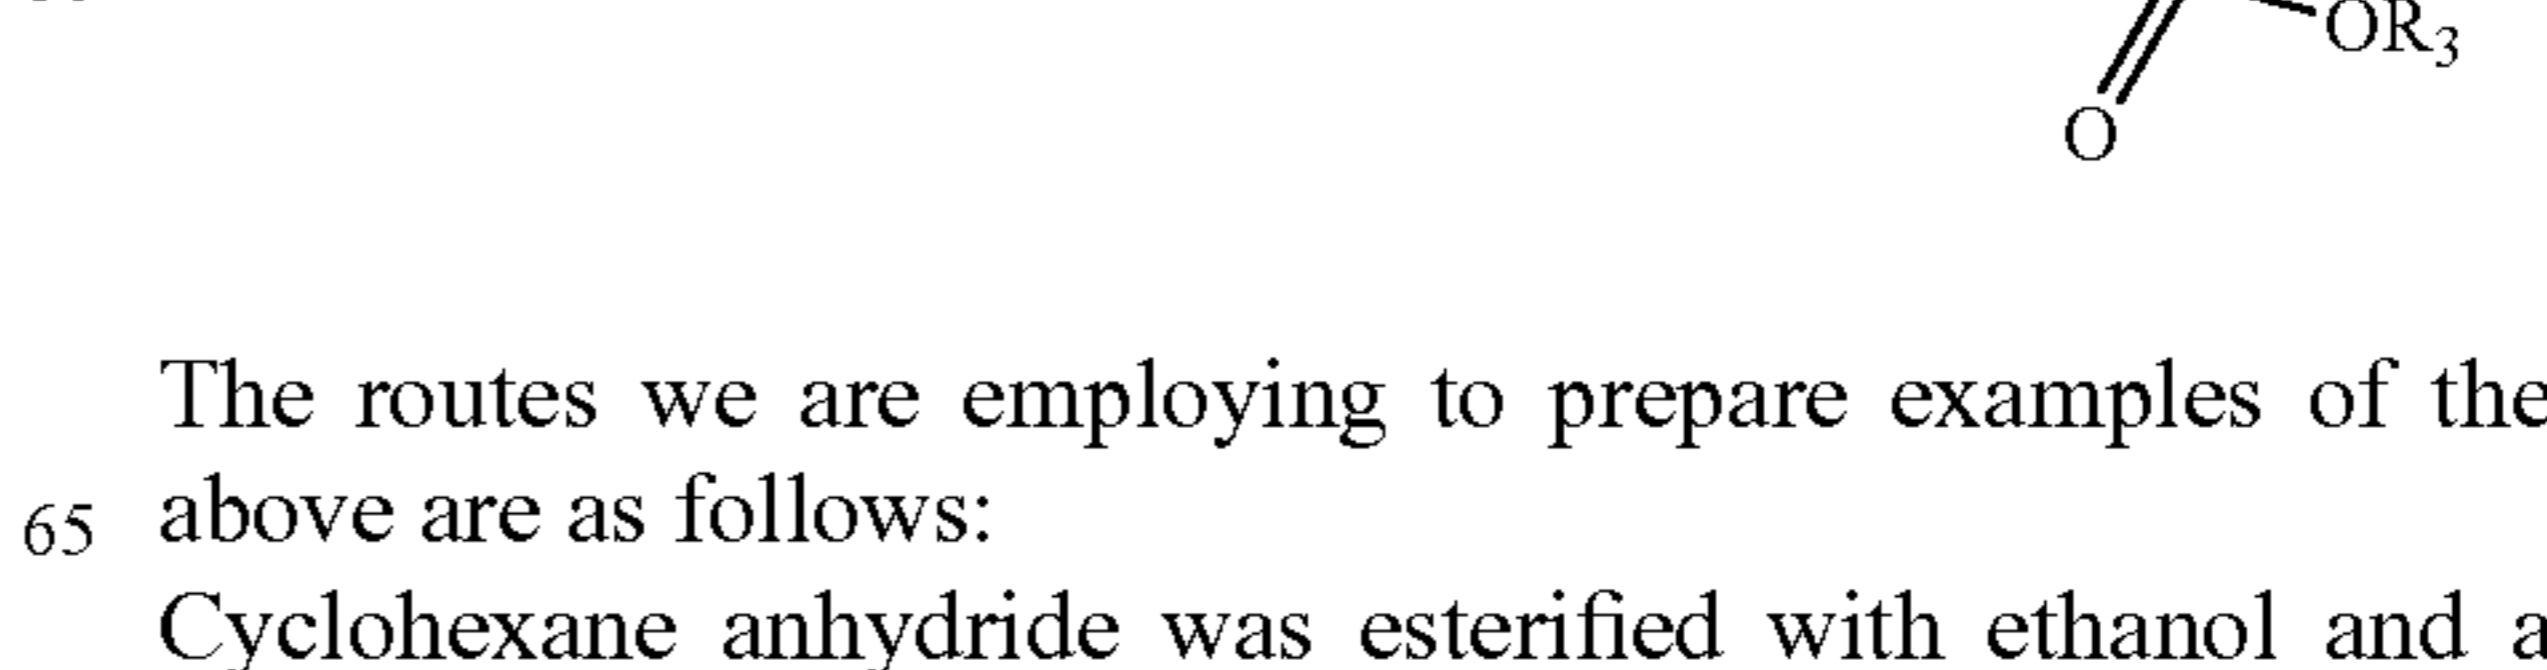 OR3
O
The routes we are employing to prepare examples of the
65 above are as follows:
Cyclohexane anhydride was esterified with ethanol and a